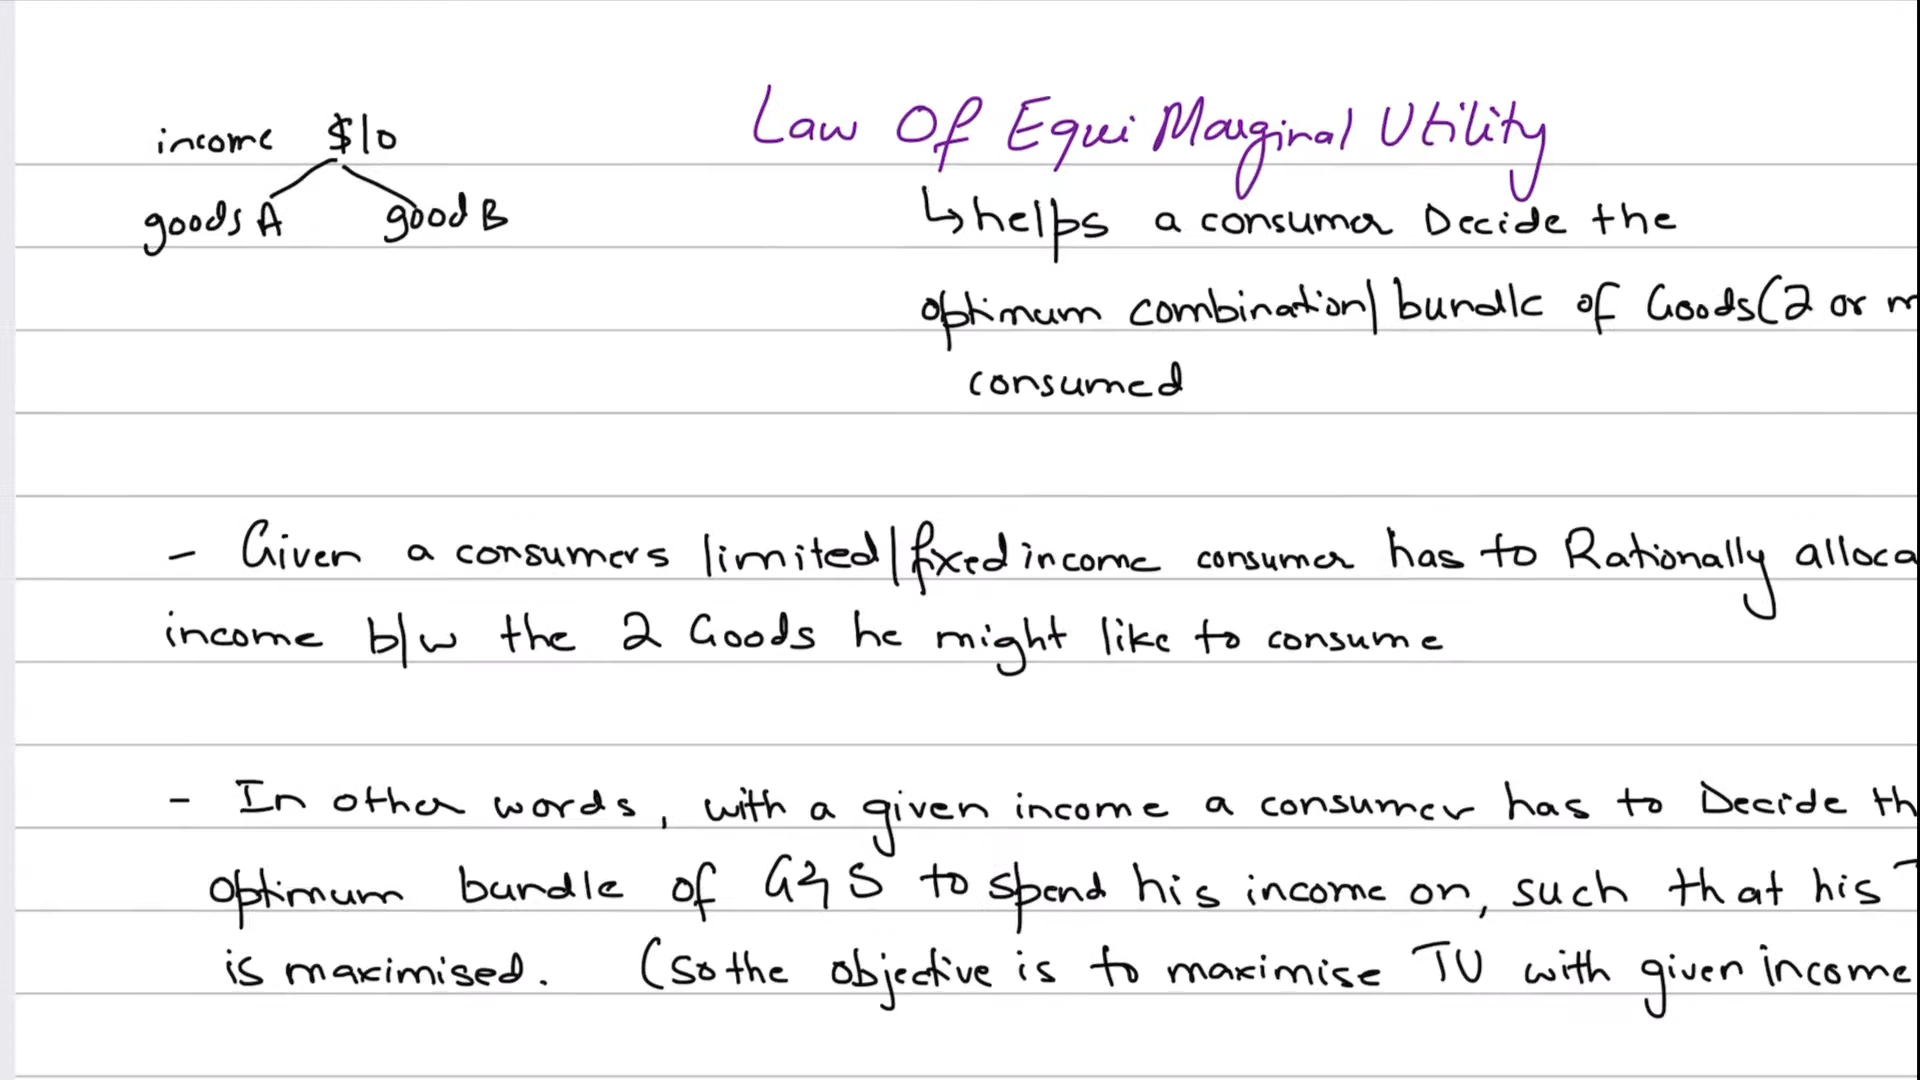 income $10
goods A good B
Law Of Equi Marginal Utility
↳ helps a consumer Decide the
optimum combination/bundle of Goods (2 or m
consumed
- Given a consumers limited/fixed income consumer has to Rationally alloca
income b/w the 2 Goods he might like to consume
- In other words, with a given income a consumer has to Decide th
optimum bundle of G&S to spend his income on, such that his T
is maximised. (so the objective is to maximise TU with given income